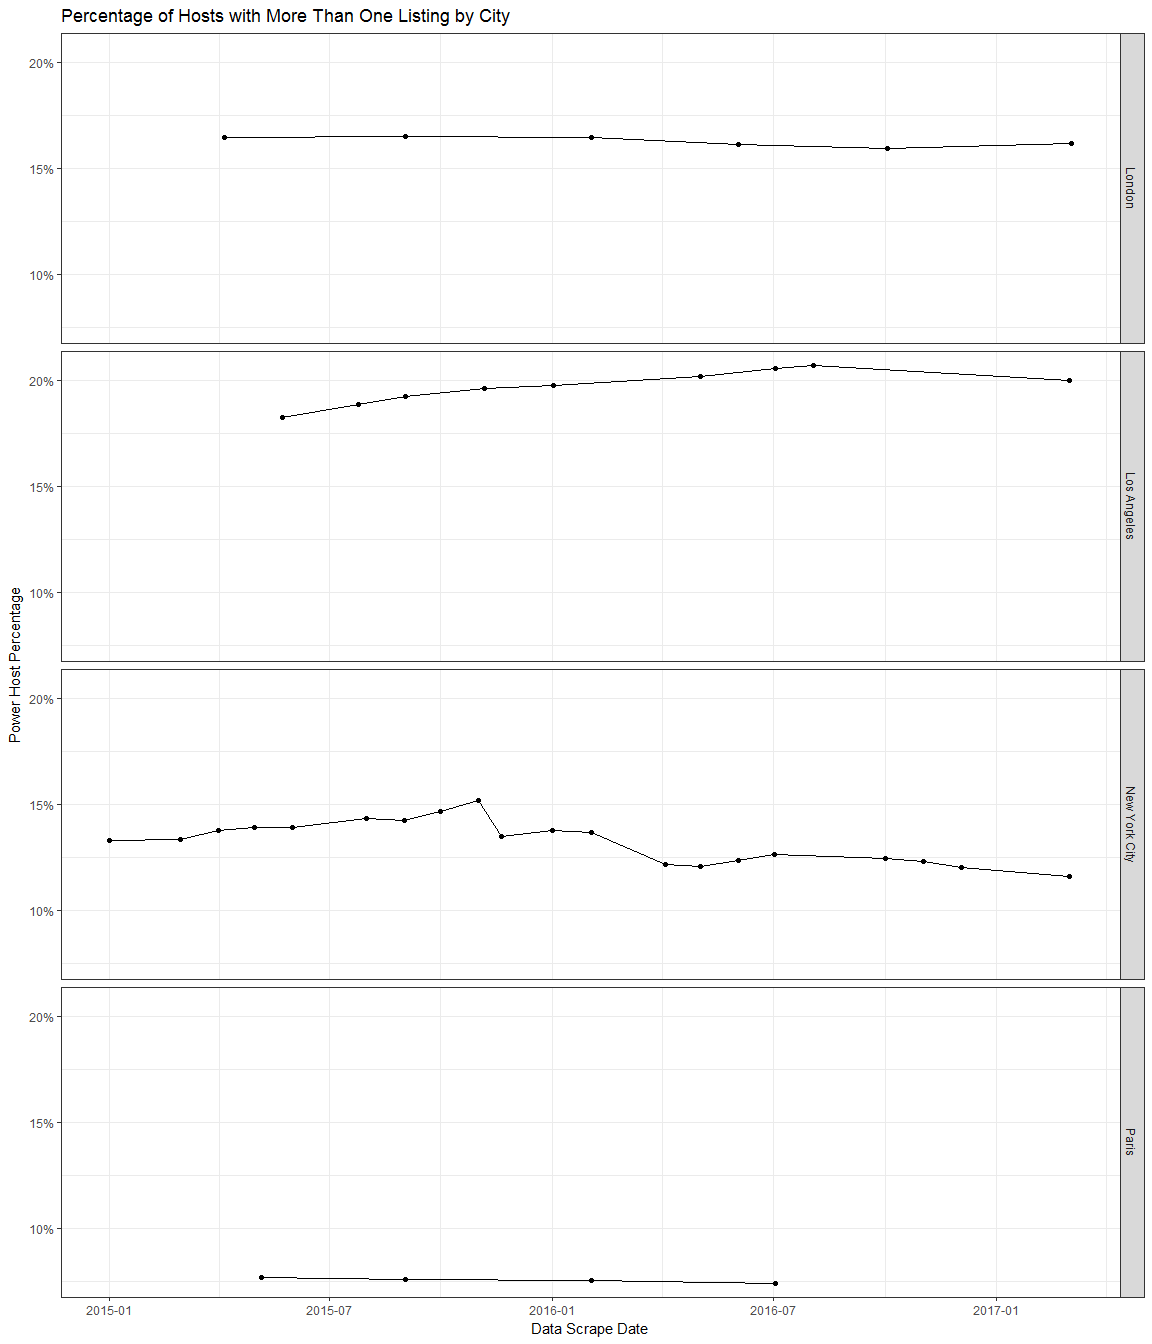 Percentage of Hosts with More Than One Listing by City
20%
15%
10%
London
20%
15%
10%
Los Angeles
Power Host Percentage
20%
15%
10%
New York City
20%
15%
10%
Paris
2015-01
2015-07
2016-01
2016-07
2017-01
Data Scrape Date